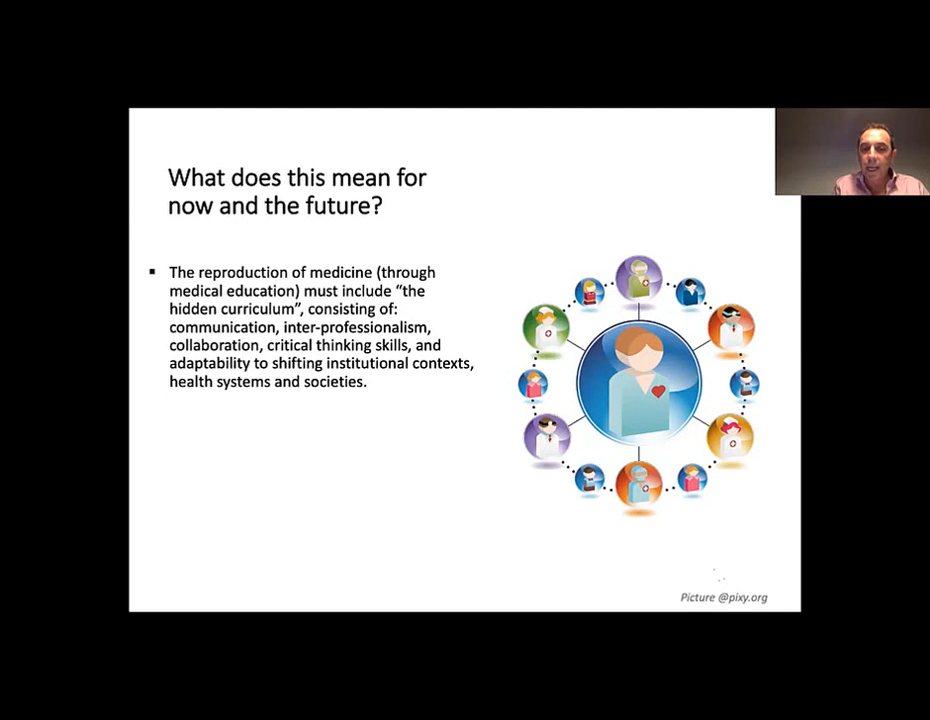 What does this mean for
now and the future?
▪ The reproduction of medicine (through
medical education) must include “the
hidden curriculum”, consisting of:
communication, inter-professionalism,
collaboration, critical thinking skills, and
adaptability to shifting institutional contexts,
health systems and societies.
Picture @pixy.org